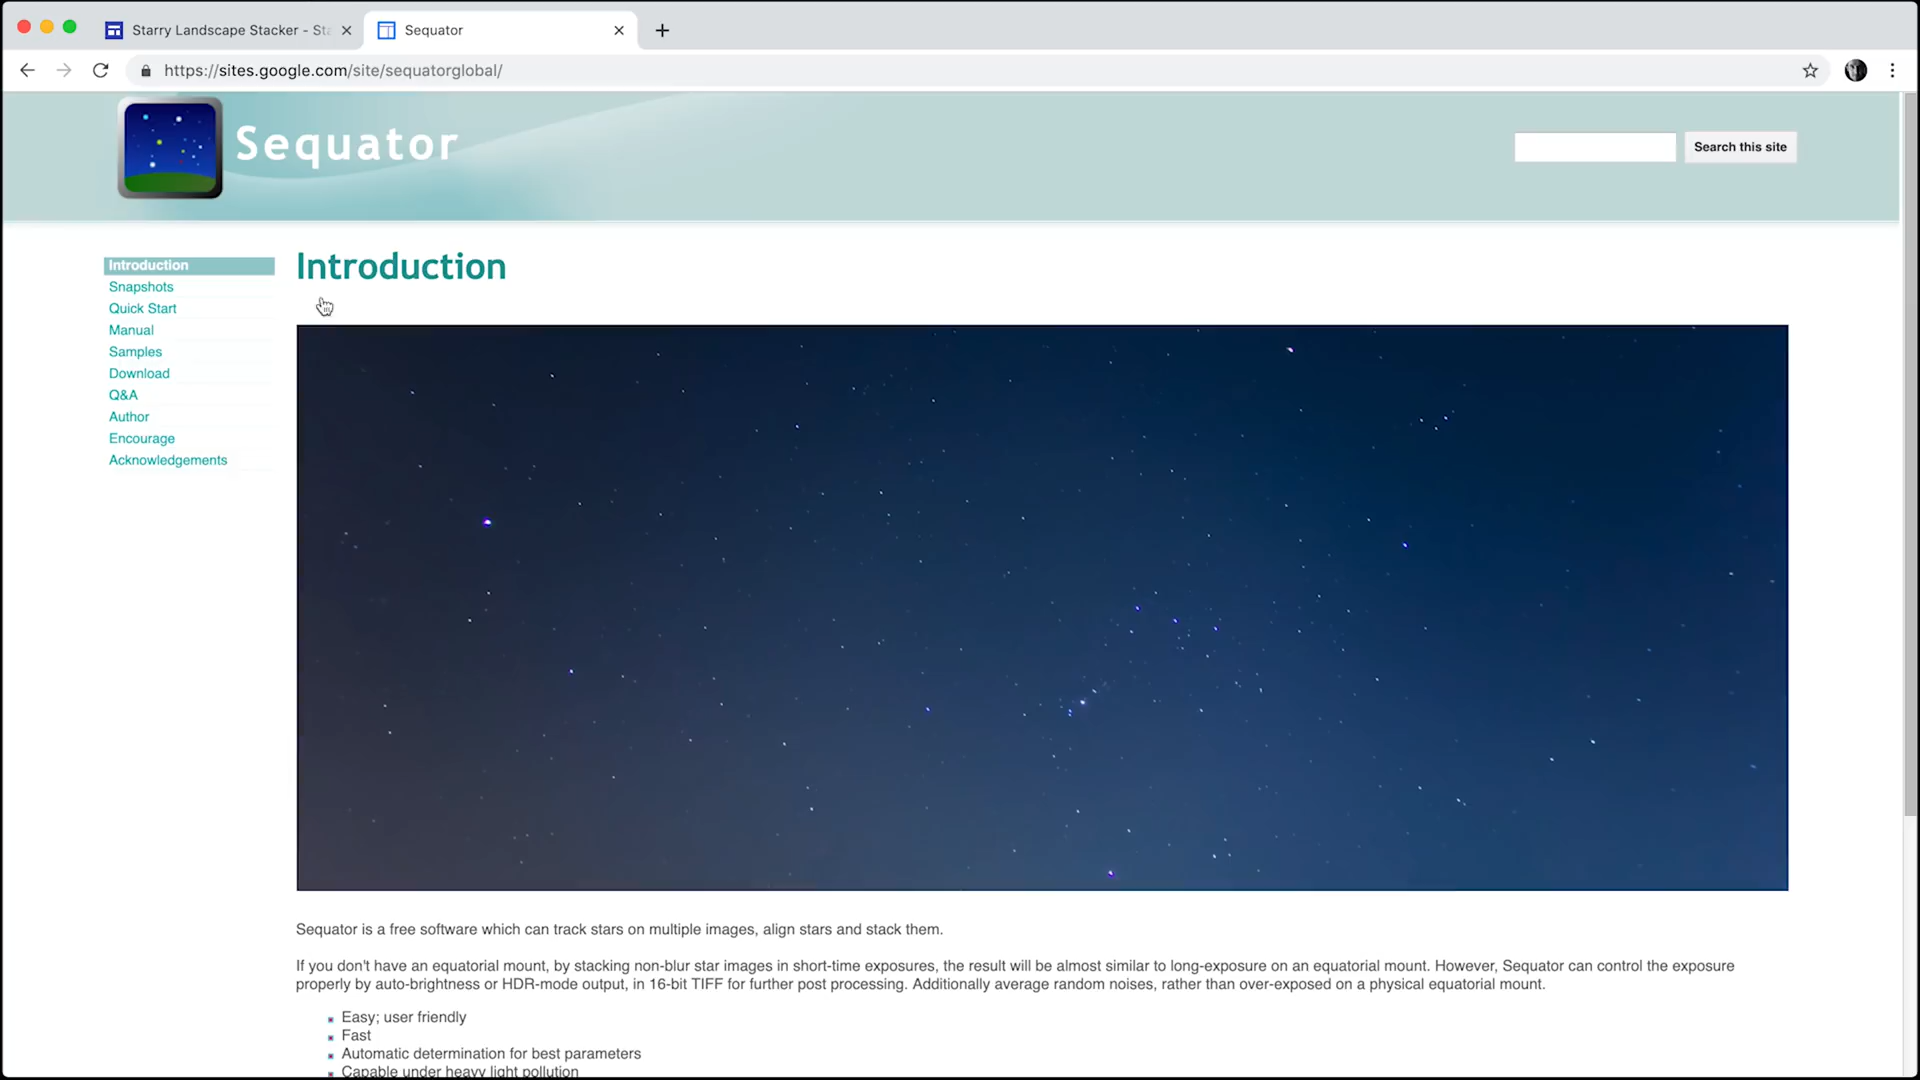 Starry Landscape Stacker - Sta
Sequator
https://sites.google.com/site/sequatorglobal/
Sequator
Search this site
Introduction
Snapshots
Quick Start
Manual
Samples
Download
Q&A
Author
Encourage
Acknowledgements
Introduction
Sequator is a free software which can track stars on multiple images, align stars and stack them.
If you don't have an equatorial mount, by stacking non-blur star images in short-time exposures, the result will be almost similar to long-exposure on an equatorial mount. However, Sequator can control the exposure
properly by auto-brightness or HDR-mode output, in 16-bit TIFF for further post processing. Additionally average random noises, rather than over-exposed on a physical equatorial mount.
Easy; user friendly
Fast
Automatic determination for best parameters
Capable under heavy light pollution